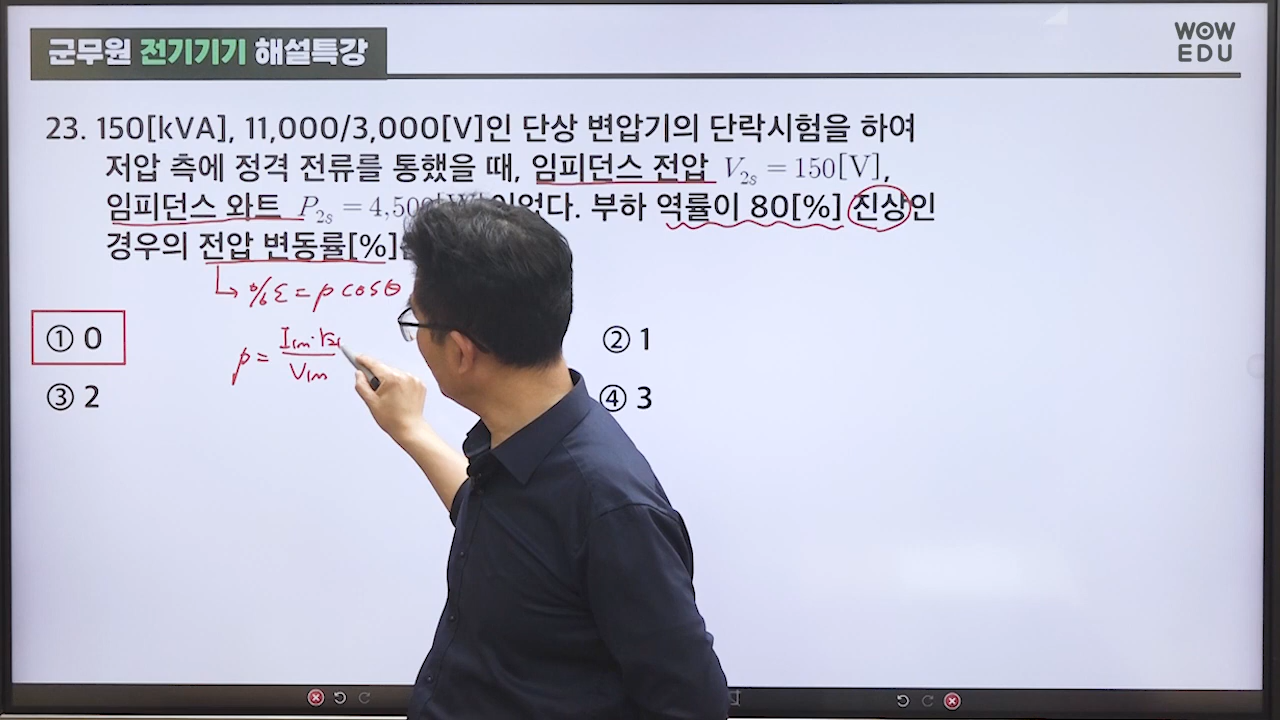 군무원 전기기기 해설특강
WOW
EDU
23. 150[kVA], 11,000/3,000[V]인 단상 변압기의 단락시험을 하여
저압 측에 정격 전류를 통했을 때, 임피던스 전압 V₂ₛ = 150[V],
임피던스 와트 P₂ₛ = 4,500 이었다. 부하 역률이 80[%] 진상인
경우의 전압 변동률[%]
%ε = p cosθ
① 0
② 1
p =
③ 2
④ 3